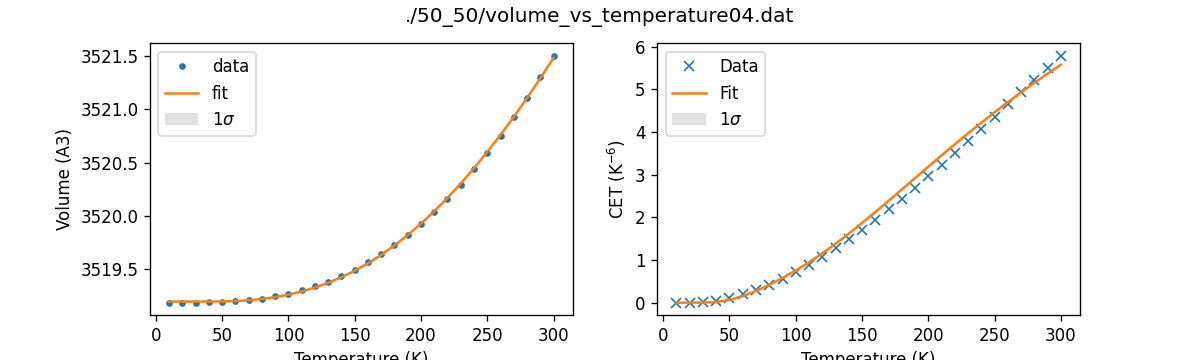 ./50_50/volume_vs_temperature04.dat
Volume (A3)
3521.5
3521.0
3520.5
3520.0
3519.5
data
fit
1σ
0 50 100 150 200 250 300
Temperature (K)
CET (K⁻⁶)
6
5
4
3
2
1
0
Data
Fit
1σ
0 50 100 150 200 250 300
Temperature (K)